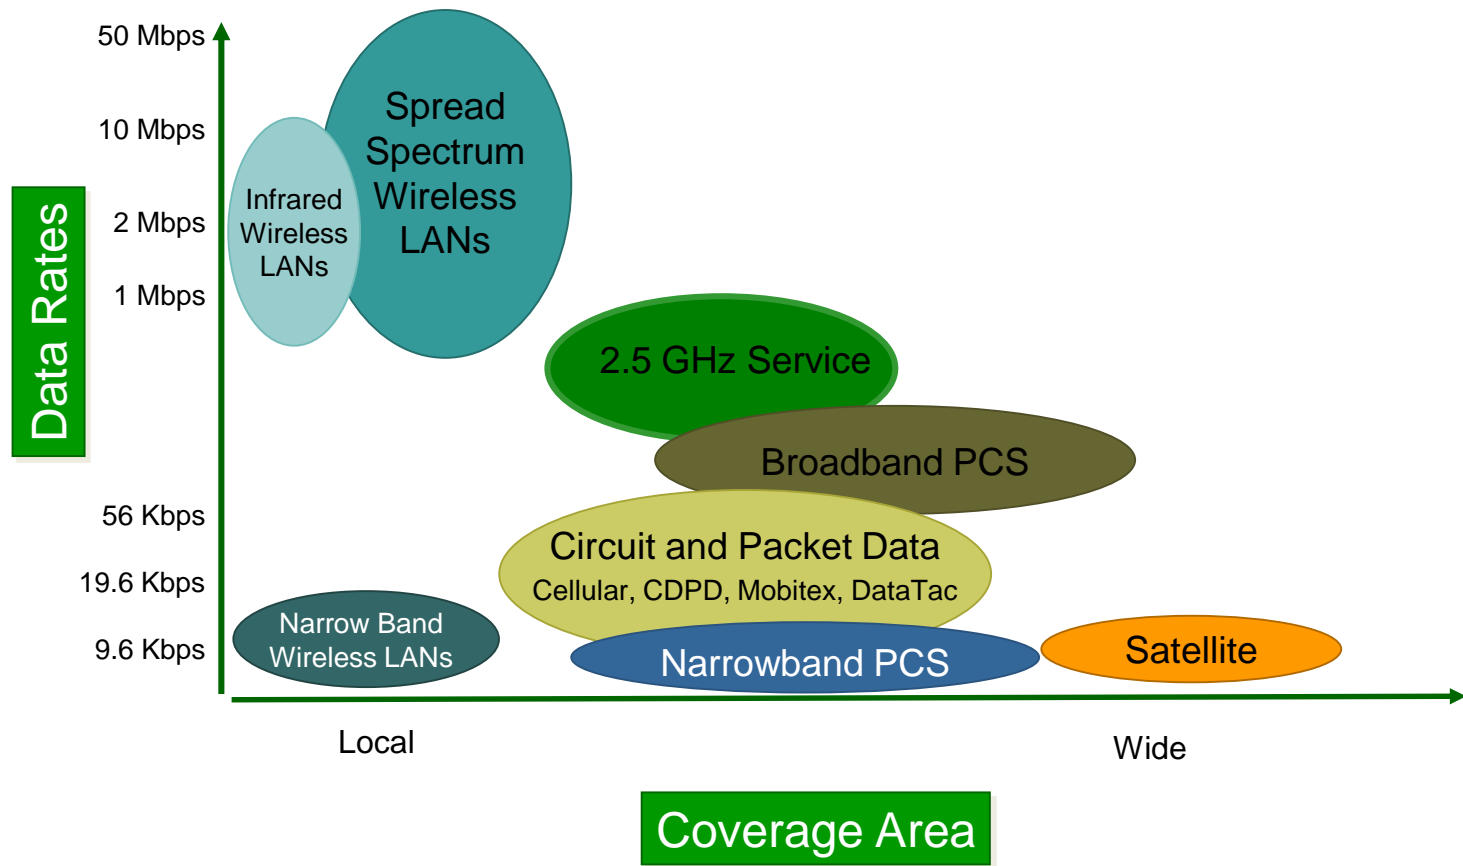 50 Mbps
10 Mbps
2 Mbps
1 Mbps
56 Kbps
19.6 Kbps
9.6 Kbps
Data Rates
Spread
Spectrum
Wireless
LANs
Infrared
Wireless
LANs
2.5 GHz Service
Broadband PCS
Circuit and Packet Data
Cellular, CDPD, Mobitex, DataTac
Narrow Band
Wireless LANs
Narrowband PCS
Satellite
Local
Wide
Coverage Area